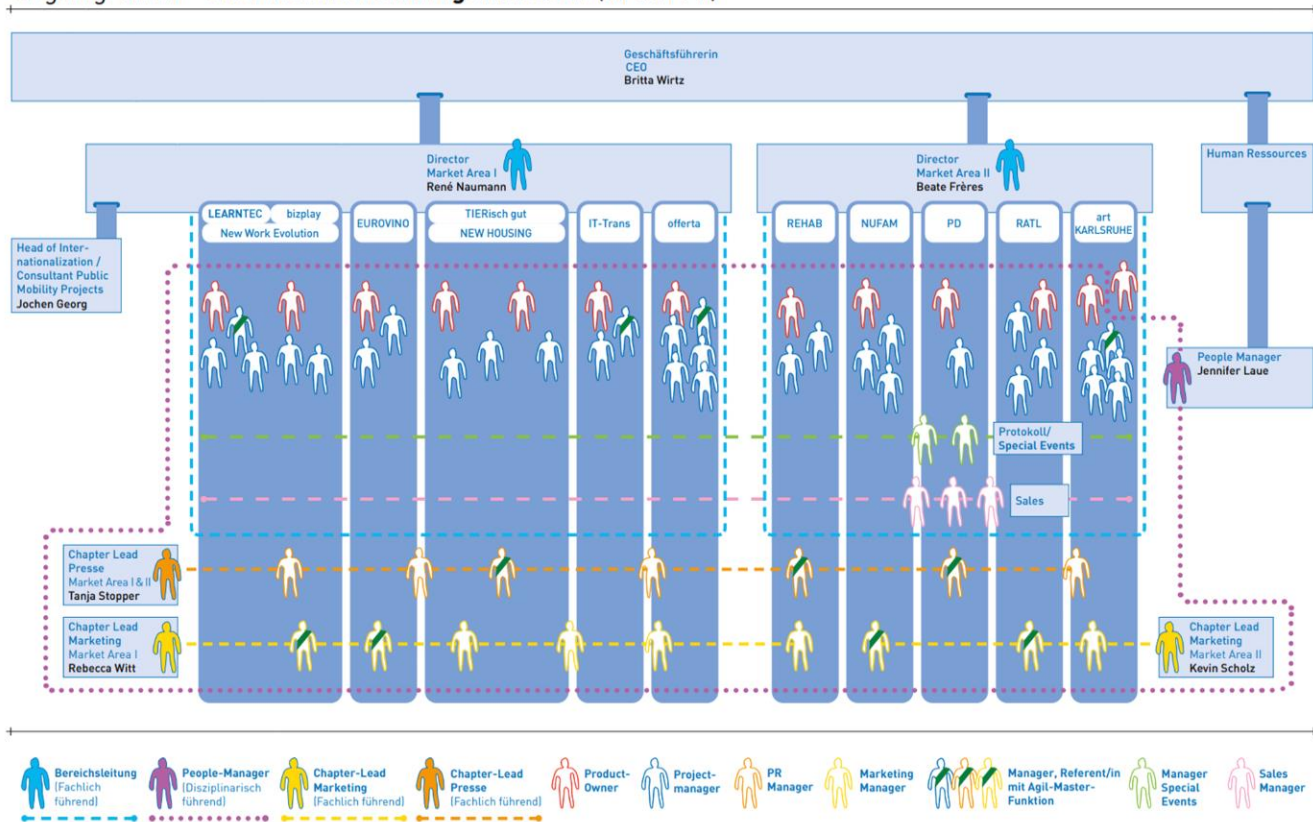 Geschäftsführerin
CEO
Britta Wirtz
Director
Market Area I
René Naumann
Director
Market Area II
Beate Frères
Human Ressources
LEARNTEC
bizplay
New Work Evolution
EUROVINO
TIERisch gut
NEW HOUSING
IT-Trans
offerta
REHAB
NUFAM
PD
RATL
art
KARLSRUHE
Head of Inter-
nationalization /
Consultant Public
Mobility Projects
Jochen Georg
People Manager
Jennifer Laue
Protokoll/
Special Events
Sales
Chapter Lead
Presse
Market Area I & II
Tanja Stopper
Chapter Lead
Marketing
Market Area I
Rebecca Witt
Chapter Lead
Marketing
Market Area II
Kevin Scholz
Bereichsleitung
(Fachlich
führend)
People-Manager
(Disziplinarisch
führend)
Chapter-Lead
Marketing
(Fachlich führend)
Chapter-Lead
Presse
(Fachlich führend)
Product-
Owner
Project-
manager
PR
Manager
Marketing
Manager
Manager, Referent/in
mit Agil-Master-
Funktion
Manager
Special
Events
Sales
Manager